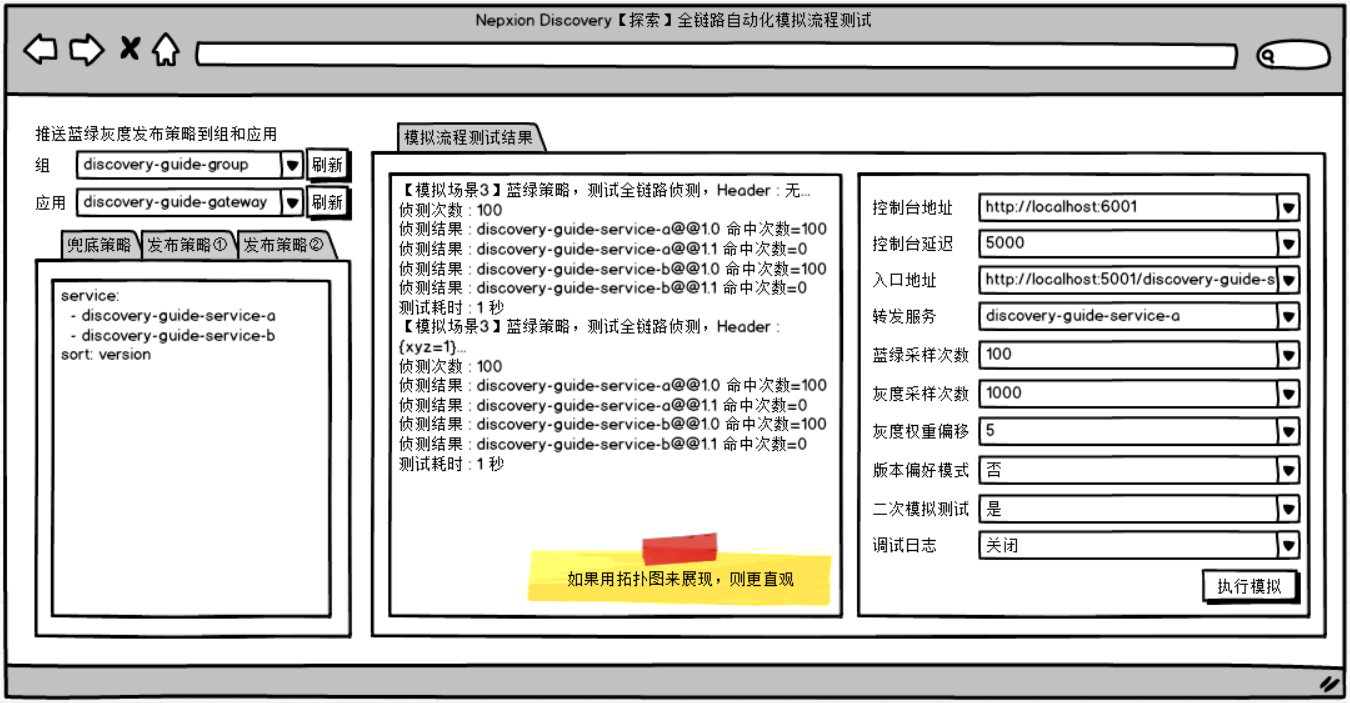 Nepxion Discovery【探索】全链路自动化模拟流程测试
推送蓝绿灰度发布策略到组和应用
组 discovery-guide-group 刷新
应用 discovery-guide-gateway 刷新
兜底策略 发布策略① 发布策略②
service:
- discovery-guide-service-a
- discovery-guide-service-b
sort: version
模拟流程测试结果
【模拟场景3】蓝绿策略，测试全链路侦测，Header : 无...
侦测次数 : 100
侦测结果 : discovery-guide-service-a@@1.0 命中次数=100
侦测结果 : discovery-guide-service-a@@1.1 命中次数=0
侦测结果 : discovery-guide-service-b@@1.0 命中次数=100
侦测结果 : discovery-guide-service-b@@1.1 命中次数=0
测试耗时 : 1 秒
【模拟场景3】蓝绿策略，测试全链路侦测，Header :
{xyz=1}...
侦测次数 : 100
侦测结果 : discovery-guide-service-a@@1.0 命中次数=100
侦测结果 : discovery-guide-service-a@@1.1 命中次数=0
侦测结果 : discovery-guide-service-b@@1.0 命中次数=100
侦测结果 : discovery-guide-service-b@@1.1 命中次数=0
测试耗时 : 1 秒
如果用拓扑图来展现，则更直观
控制台地址 http://localhost:6001
控制台延迟 5000
入口地址 http://localhost:5001/discovery-guide-s
转发服务 discovery-guide-service-a
蓝绿采样次数 100
灰度采样次数 1000
灰度权重偏移 5
版本偏好模式 否
二次模拟测试 是
调试日志 关闭
执行模拟